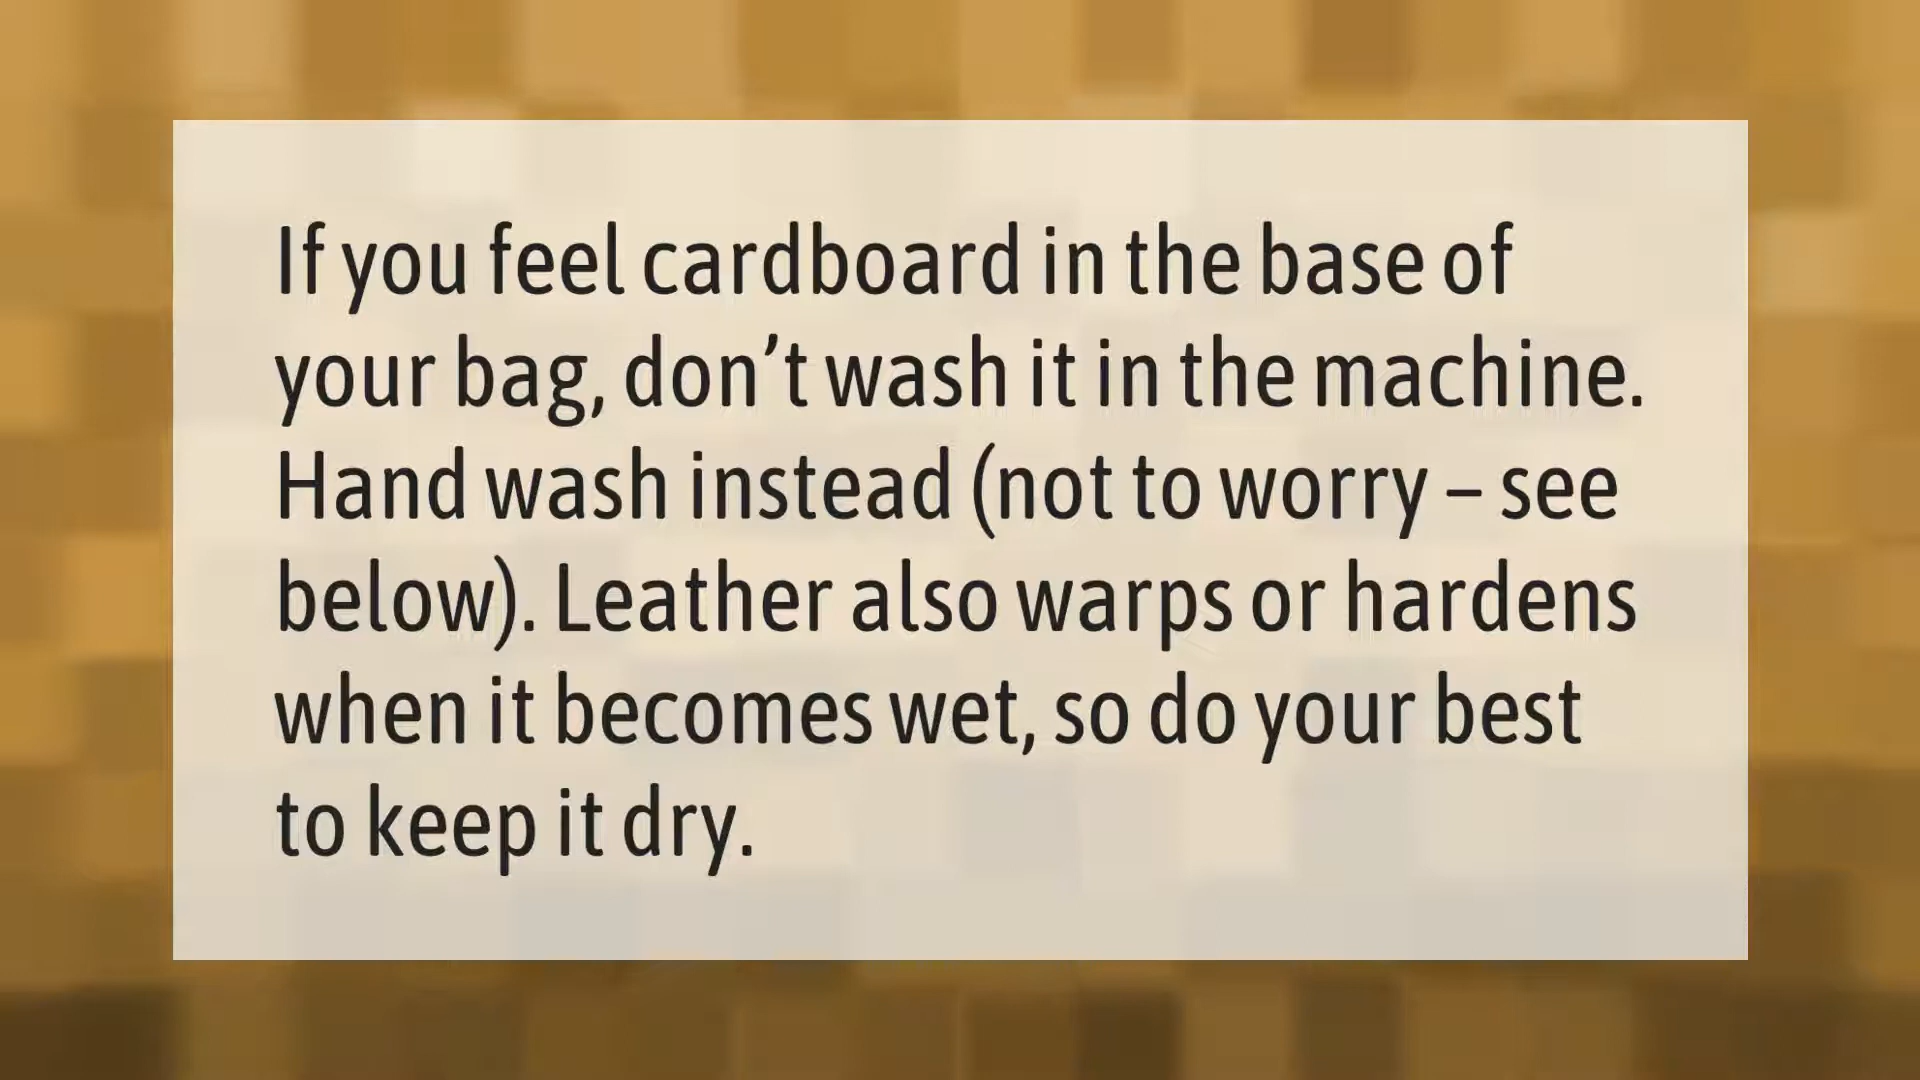 If you feel cardboard in the base of
your bag, don’t wash it in the machine.
Hand wash instead (not to worry – see
below). Leather also warps or hardens
when it becomes wet, so do your best
to keep it dry.